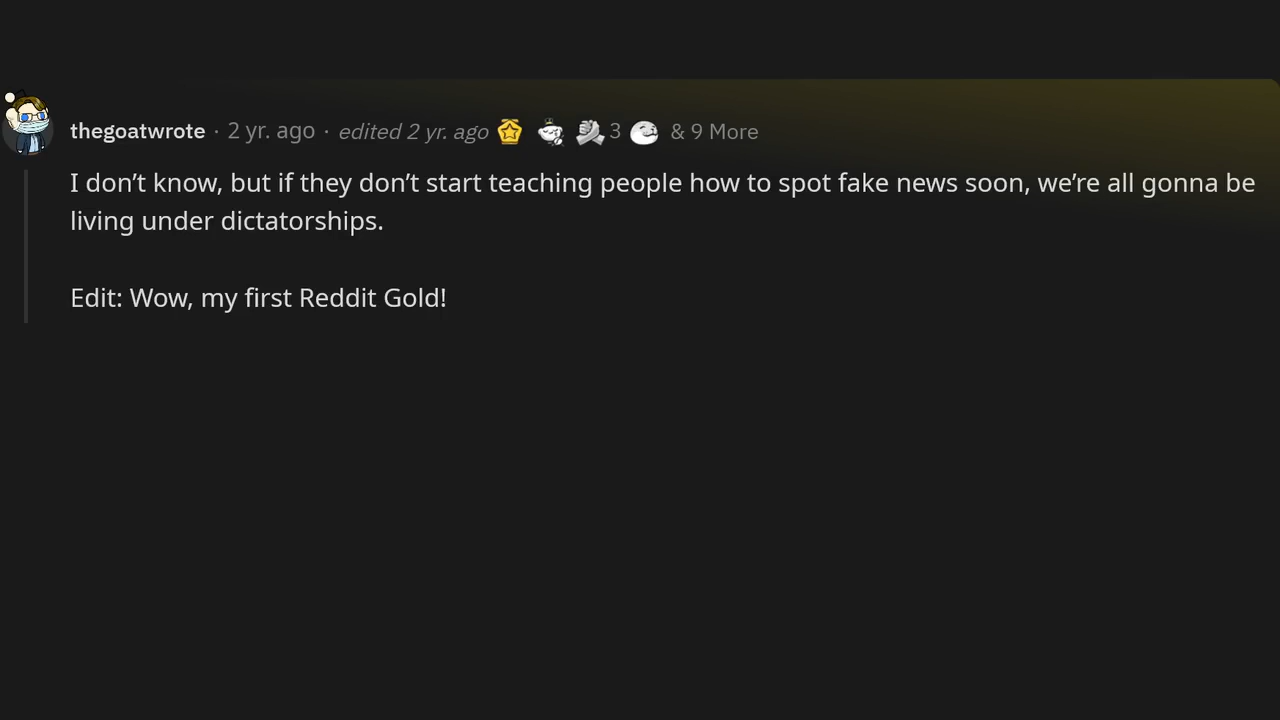 thegoatwrote · 2 yr. ago · edited 2 yr. ago 3 & 9 More
I don’t know, but if they don’t start teaching people how to spot fake news soon, we’re all gonna be
living under dictatorships.
Edit: Wow, my first Reddit Gold!